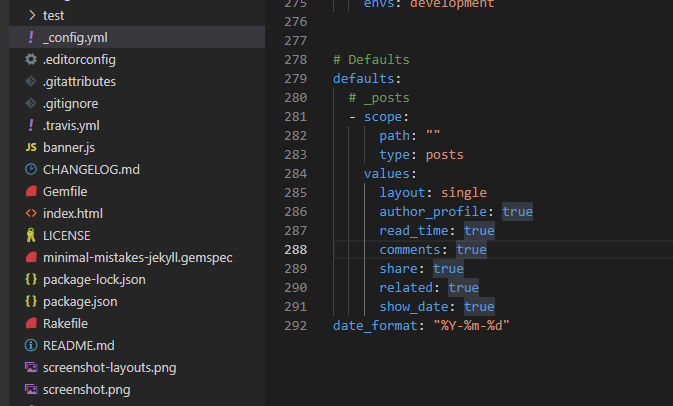 test
_config.yml
.editorconfig
.gitattributes
.gitignore
.travis.yml
JS banner.js
CHANGELOG.md
Gemfile
index.html
LICENSE
minimal-mistakes-jekyll.gemspec
package-lock.json
package.json
Rakefile
README.md
screenshot-layouts.png
screenshot.png
275 envs: development
276
277
278 # Defaults
279 defaults:
280 # _posts
281 - scope:
282 path: ""
283 type: posts
284 values:
285 layout: single
286 author_profile: true
287 read_time: true
288 comments: true
289 share: true
290 related: true
291 show_date: true
292 date_format: "%Y-%m-%d"